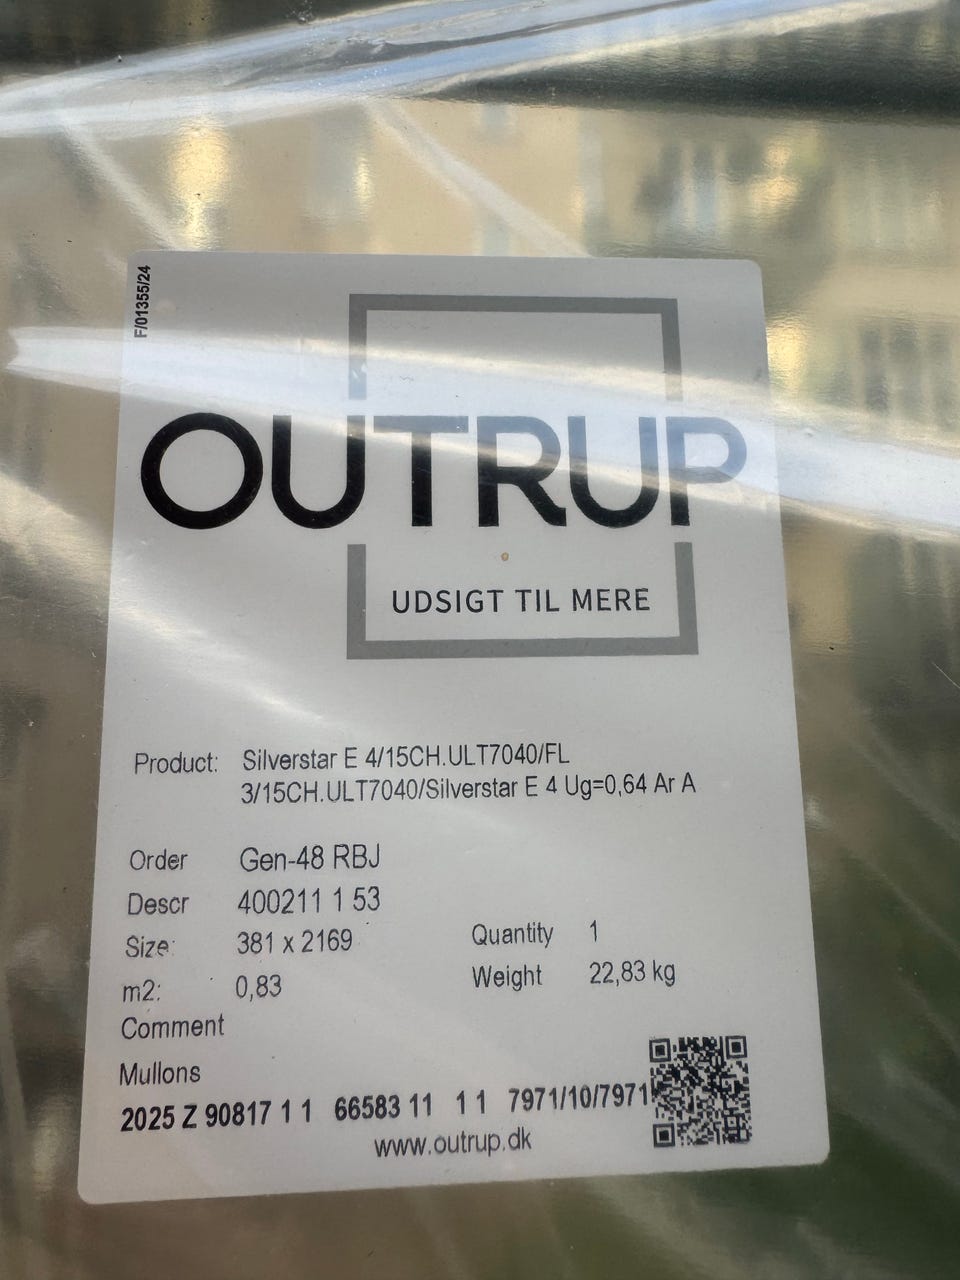 F/01355/24
OUTRUP
UDSIGT TIL MERE
Product: Silverstar E 4/15CH.ULT7040/FL
3/15CH.ULT7040/Silverstar E 4 Ug=0,64 Ar A
Order Gen-48 RBJ
Descr 400211 1 53
Size: 381 x 2169 Quantity 1
m2: 0,83 Weight 22,83 kg
Comment
Mullons
2025 Z 90817 1 1 66583 11 1 1 7971/10/7971
www.outrup.dk